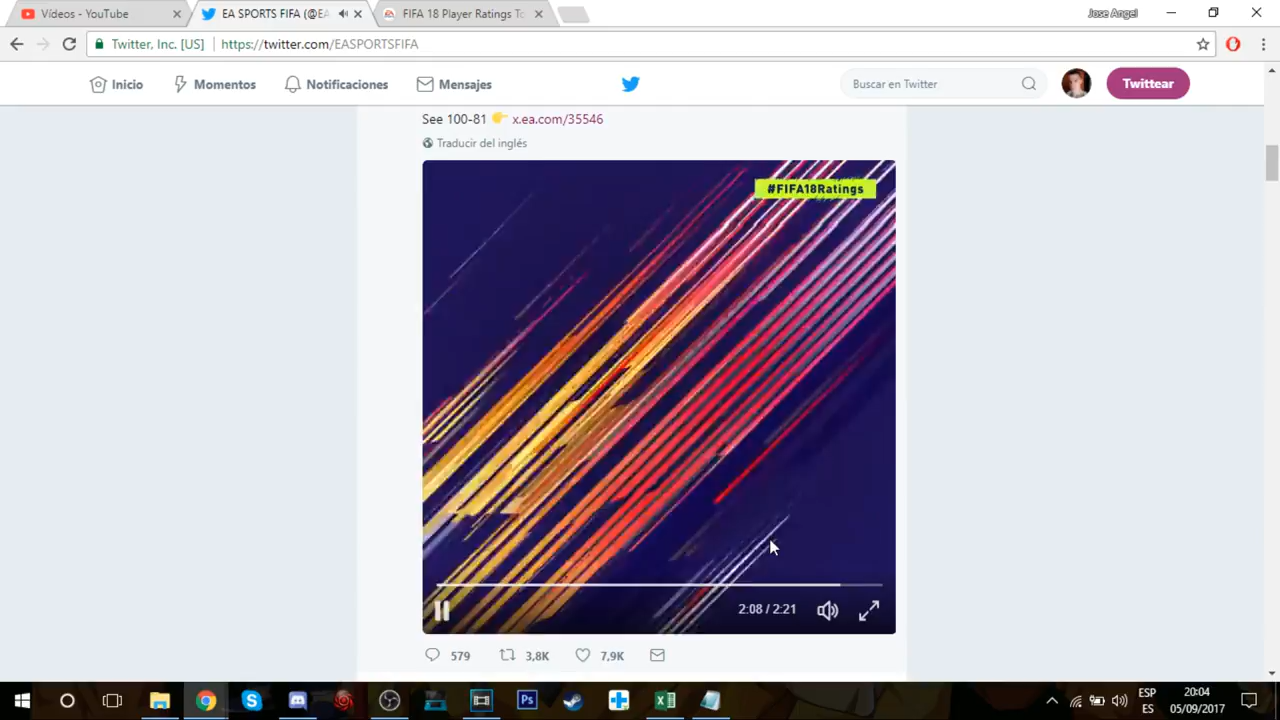 Vídeos - YouTube
EA SPORTS FIFA (@EA
FIFA 18 Player Ratings To
Jose Angel
Twitter, Inc. [US]
https://twitter.com/EASPORTSFIFA
Inicio
Momentos
Notificaciones
Mensajes
Buscar en Twitter
Twittear
See 100-81 👉 x.ea.com/35546
Traducir del inglés
#FIFA18Ratings
2:08 / 2:21
579
3,8K
7,9K
Ps
ESP
ES
20:04
05/09/2017